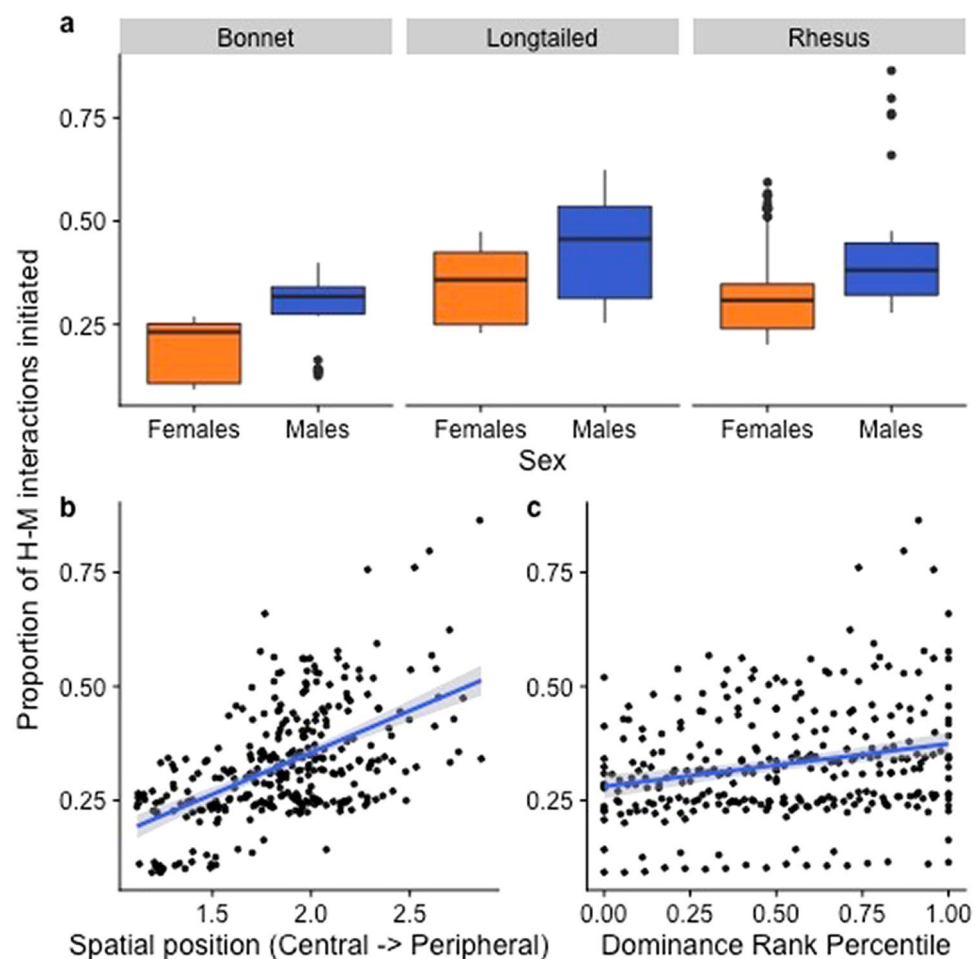 a
Bonnet
Longtailed
Rhesus
0.75
0.50
0.25
Females
Males
Females
Males
Females
Males
Sex
Proportion of H-M interactions initiated
b
0.75
0.50
0.25
1.5
2.0
2.5
Spatial position (Central -> Peripheral)
c
0.75
0.50
0.25
0.00
0.25
0.50
0.75
1.00
Dominance Rank Percentile